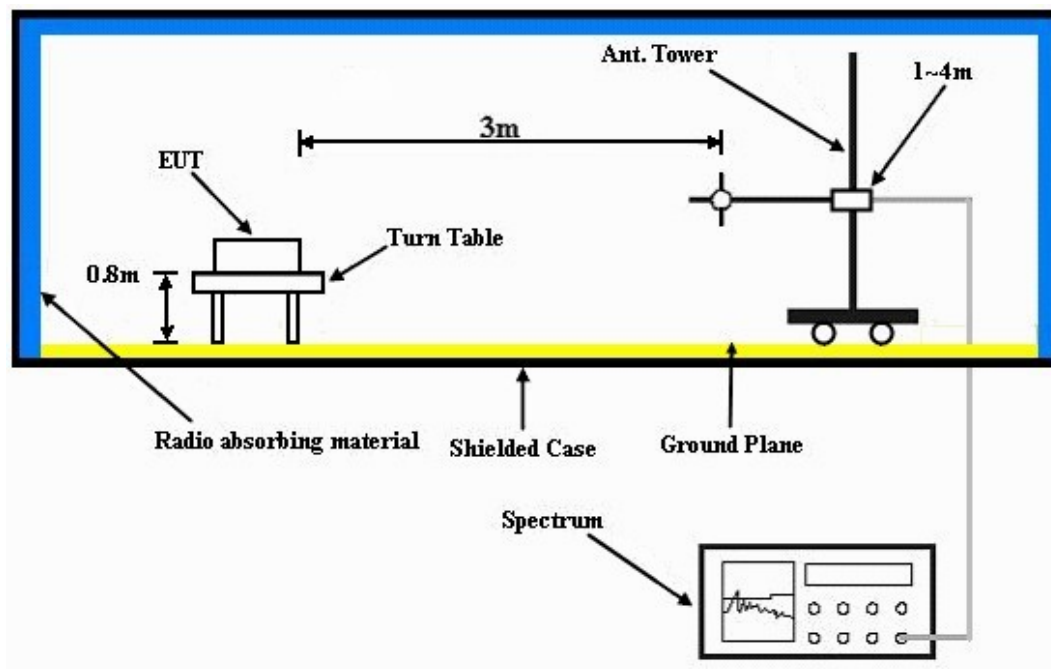 Ant. Tower
1~4m
3m
EUT
Turn Table
0.8m
Radio absorbing material
Shielded Case
Ground Plane
Spectrum